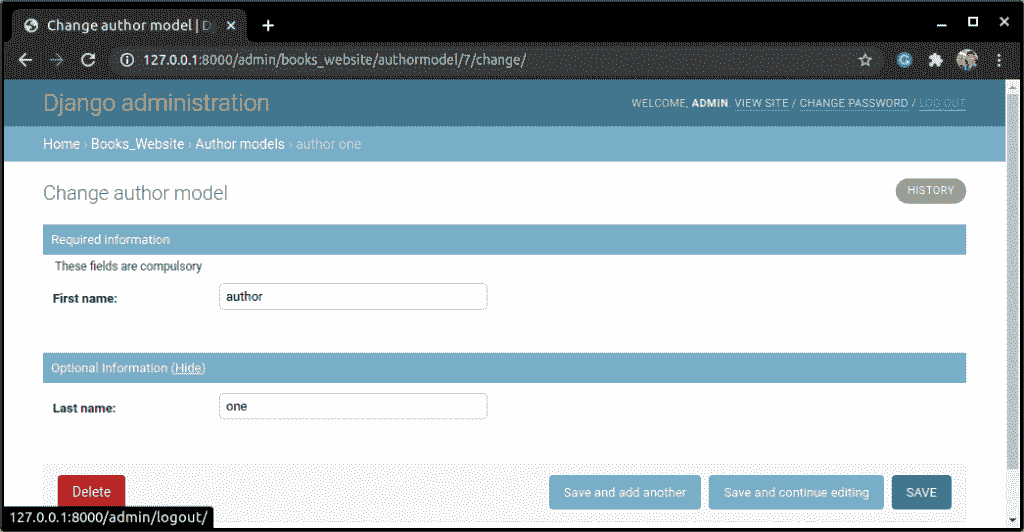 Change author model | D
127.0.0.1:8000/admin/books_website/authormodel/7/change/
Django administration
WELCOME, ADMIN. VIEW SITE / CHANGE PASSWORD / LOG OUT
Home › Books_Website › Author models › author one
Change author model
HISTORY
Required information
These fields are compulsory
First name:
author
Optional Information (Hide)
Last name:
one
Delete
Save and add another
Save and continue editing
SAVE
127.0.0.1:8000/admin/logout/